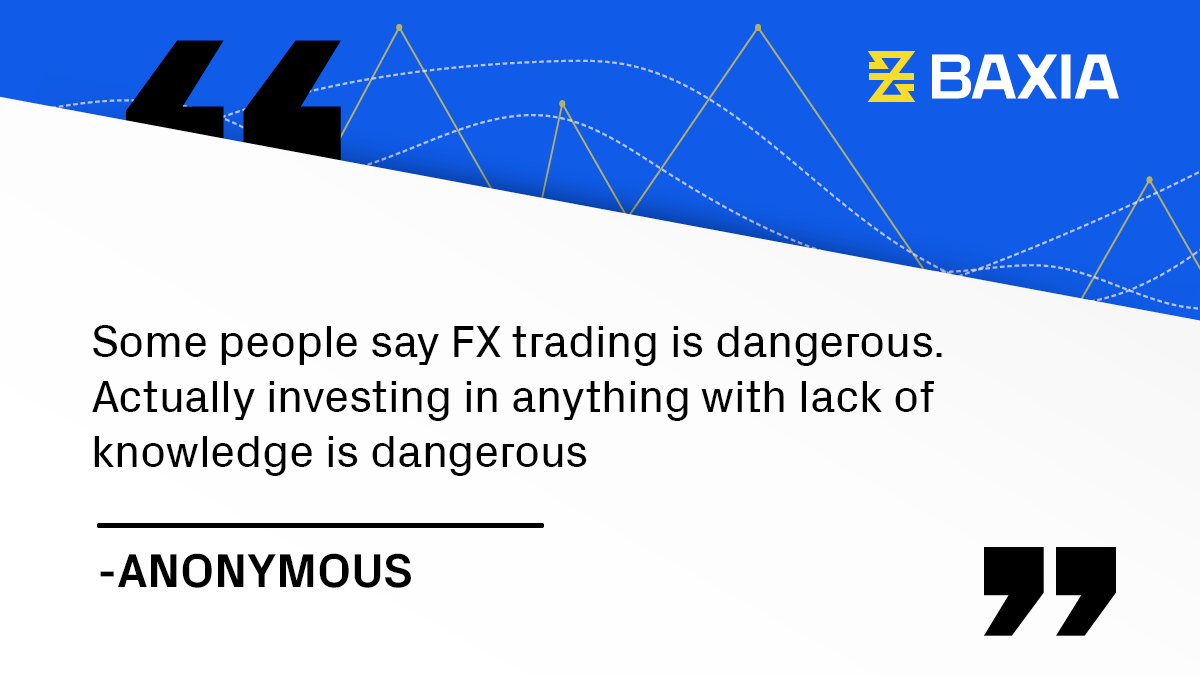 BAXIA
Some people say FX trading is dangerous.
Actually investing in anything with lack of
knowledge is dangerous
-ANONYMOUS